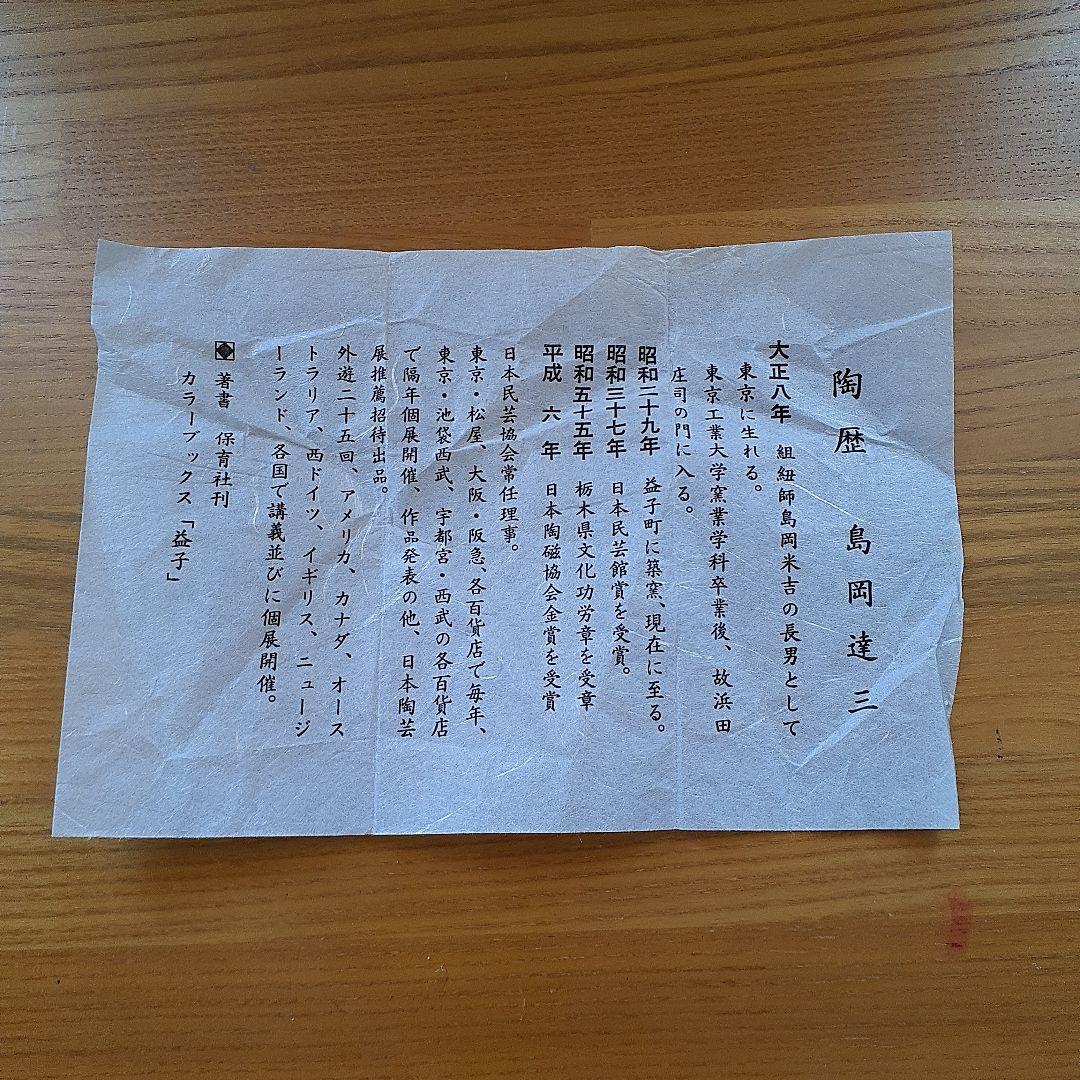 陶歴　島岡達三
大正八年　組紐師島岡米吉の長男として
東京に生れる。
東京工業大学窯業学科卒業後、故浜田
庄司の門に入る。
昭和二十九年　益子町に築窯、現在に至る。
昭和三十七年　日本民芸館賞を受賞。
昭和五十五年　栃木県文化功労章を受章
平成　六　年　日本陶磁協会金賞を受賞
日本民芸協会常任理事。
東京・松屋、大阪・阪急、各百貨店で毎年、
東京・池袋西武、宇都宮・西武の各百貨店
で隔年個展開催、作品発表の他、日本陶芸
展推薦招待出品。
外遊二十五回、アメリカ、カナダ、オース
トラリア、西ドイツ、イギリス、ニュージ
ーランド、各国で講義並びに個展開催。
著書　保育社刊
カラーブックス「益子」